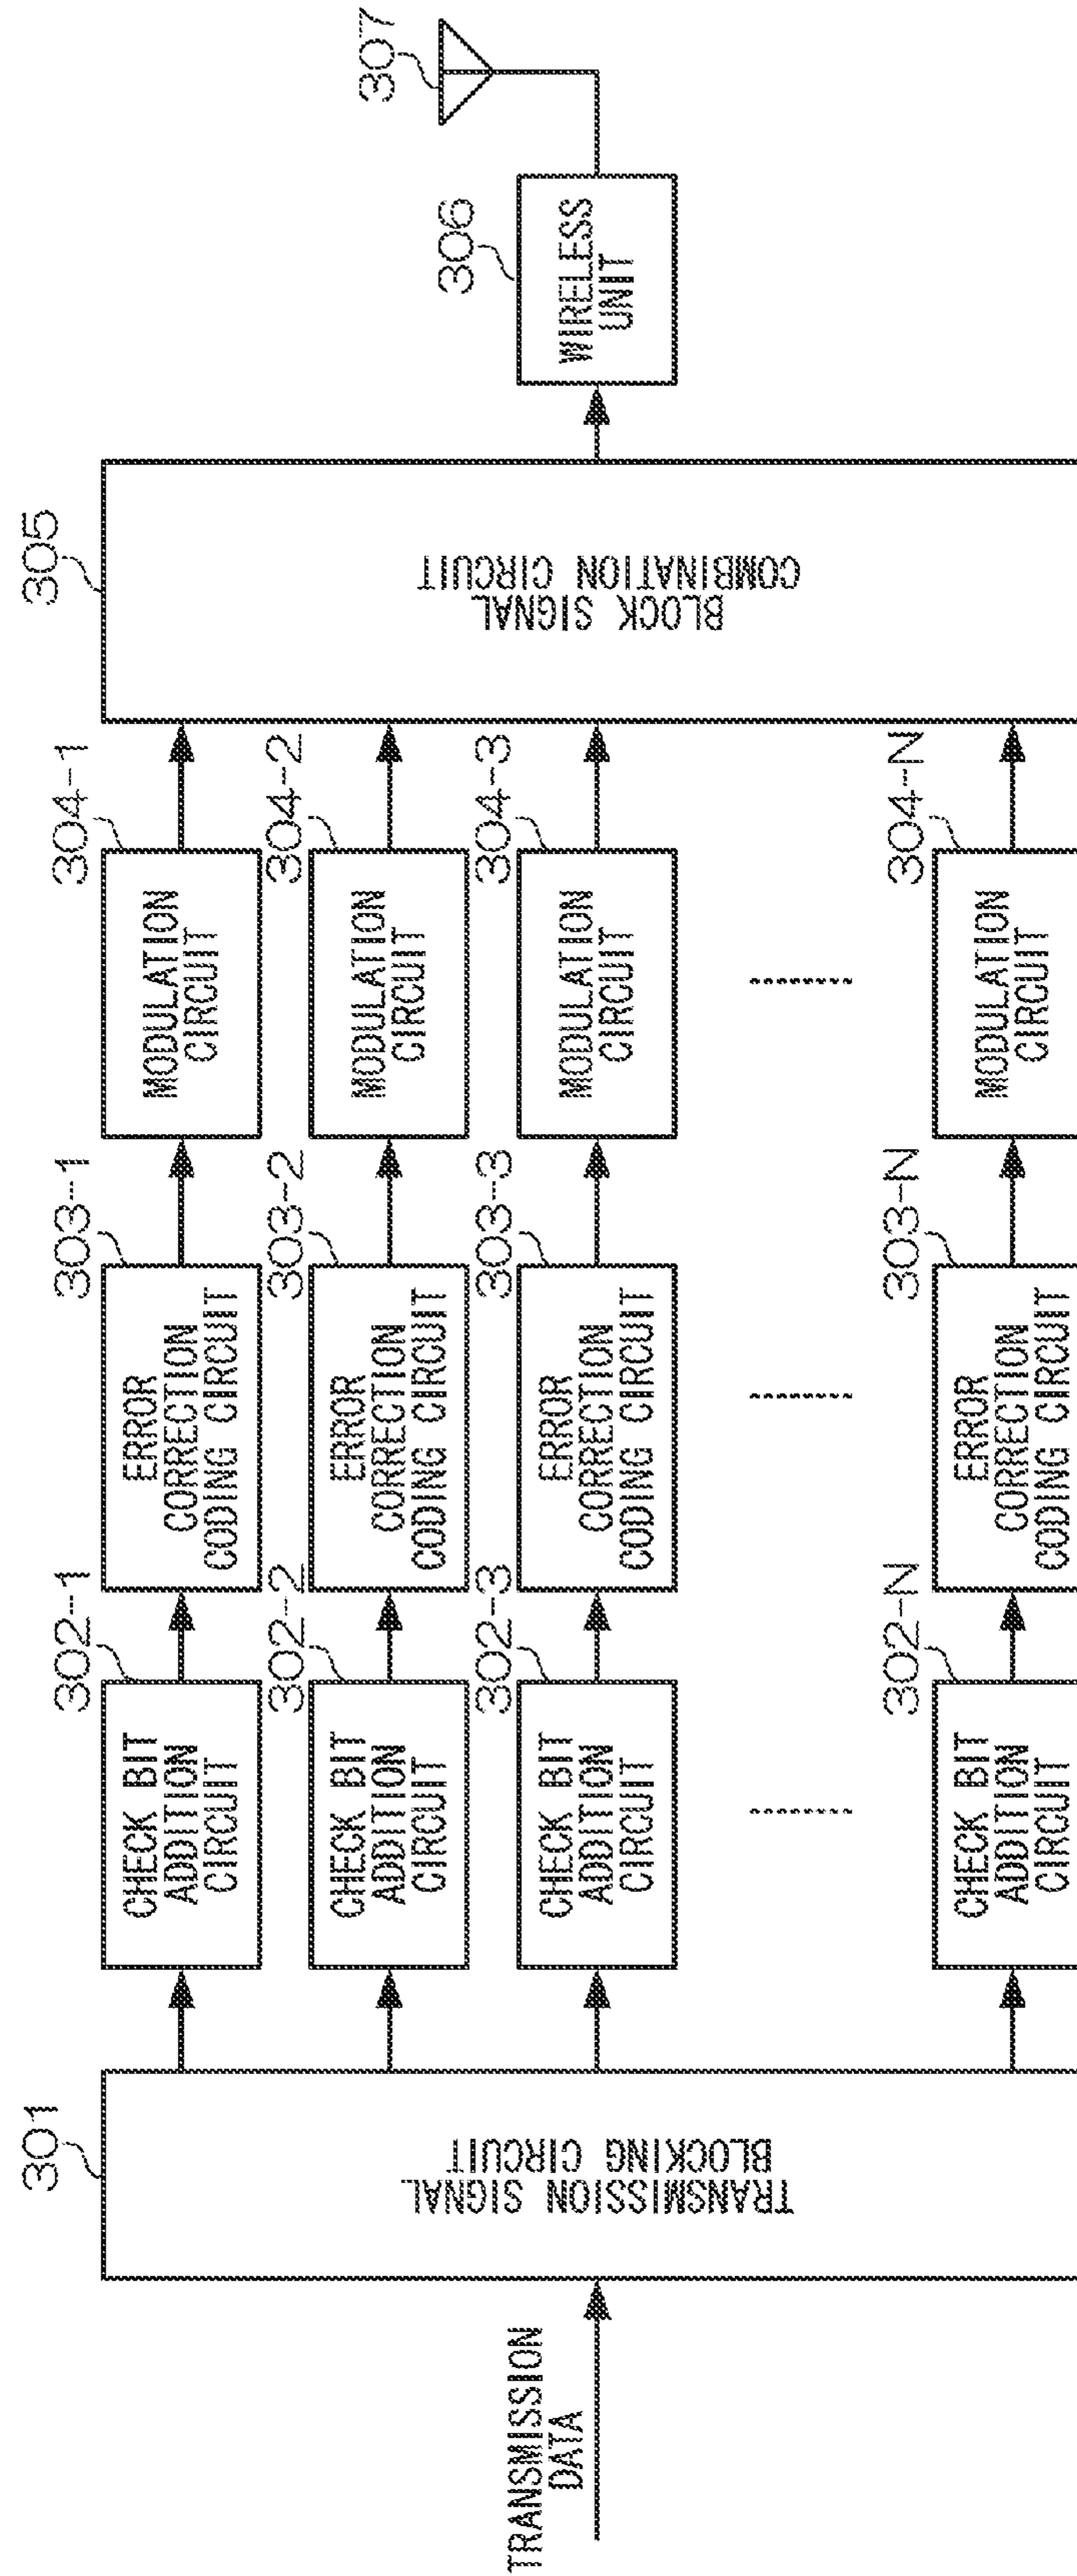 TRANSMISSION
DATA
301
TRANSMISSION SIGNAL
BLOCKING CIRCUIT
302-1
CHECK BIT
ADDITION
CIRCUIT
303-1
ERROR
CORRECTION
CODING CIRCUIT
304-1
MODULATION
CIRCUIT
302-2
CHECK BIT
ADDITION
CIRCUIT
303-2
ERROR
CORRECTION
CODING CIRCUIT
304-2
MODULATION
CIRCUIT
302-3
CHECK BIT
ADDITION
CIRCUIT
303-3
ERROR
CORRECTION
CODING CIRCUIT
304-3
MODULATION
CIRCUIT
302-N
CHECK BIT
ADDITION
CIRCUIT
303-N
ERROR
CORRECTION
CODING CIRCUIT
304-N
MODULATION
CIRCUIT
305
BLOCK SIGNAL
COMBINATION CIRCUIT
306
WIRELESS
UNIT
307